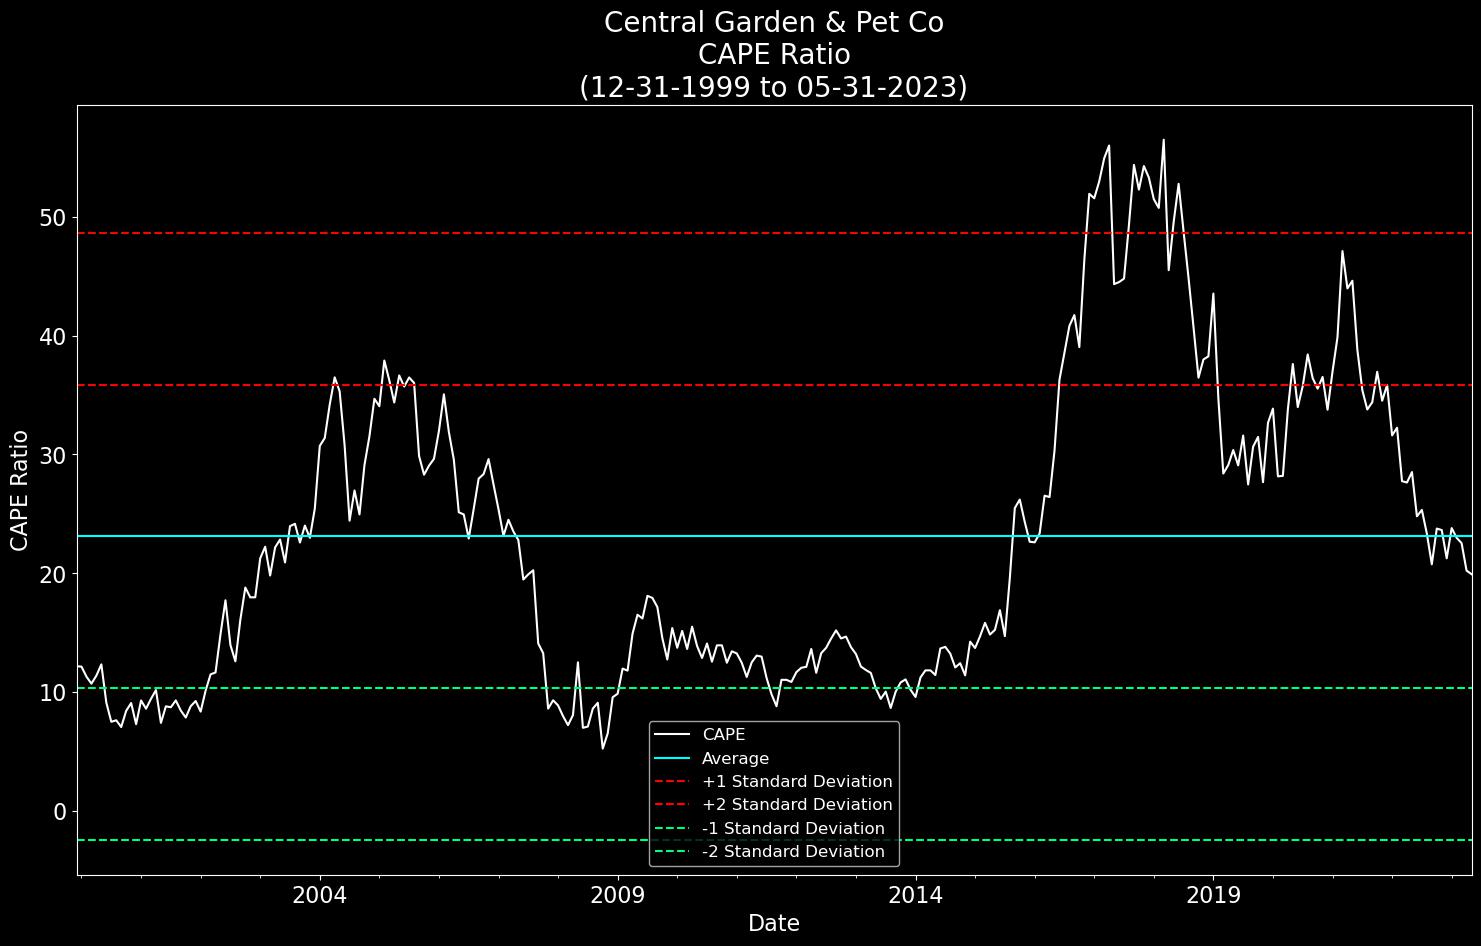 Central Garden & Pet Co
CAPE Ratio
(12-31-1999 to 05-31-2023)
CAPE Ratio
50
40
30
20
10
0
CAPE
Average
+1 Standard Deviation
+2 Standard Deviation
-1 Standard Deviation
-2 Standard Deviation
2004 2009 2014 2019
Date